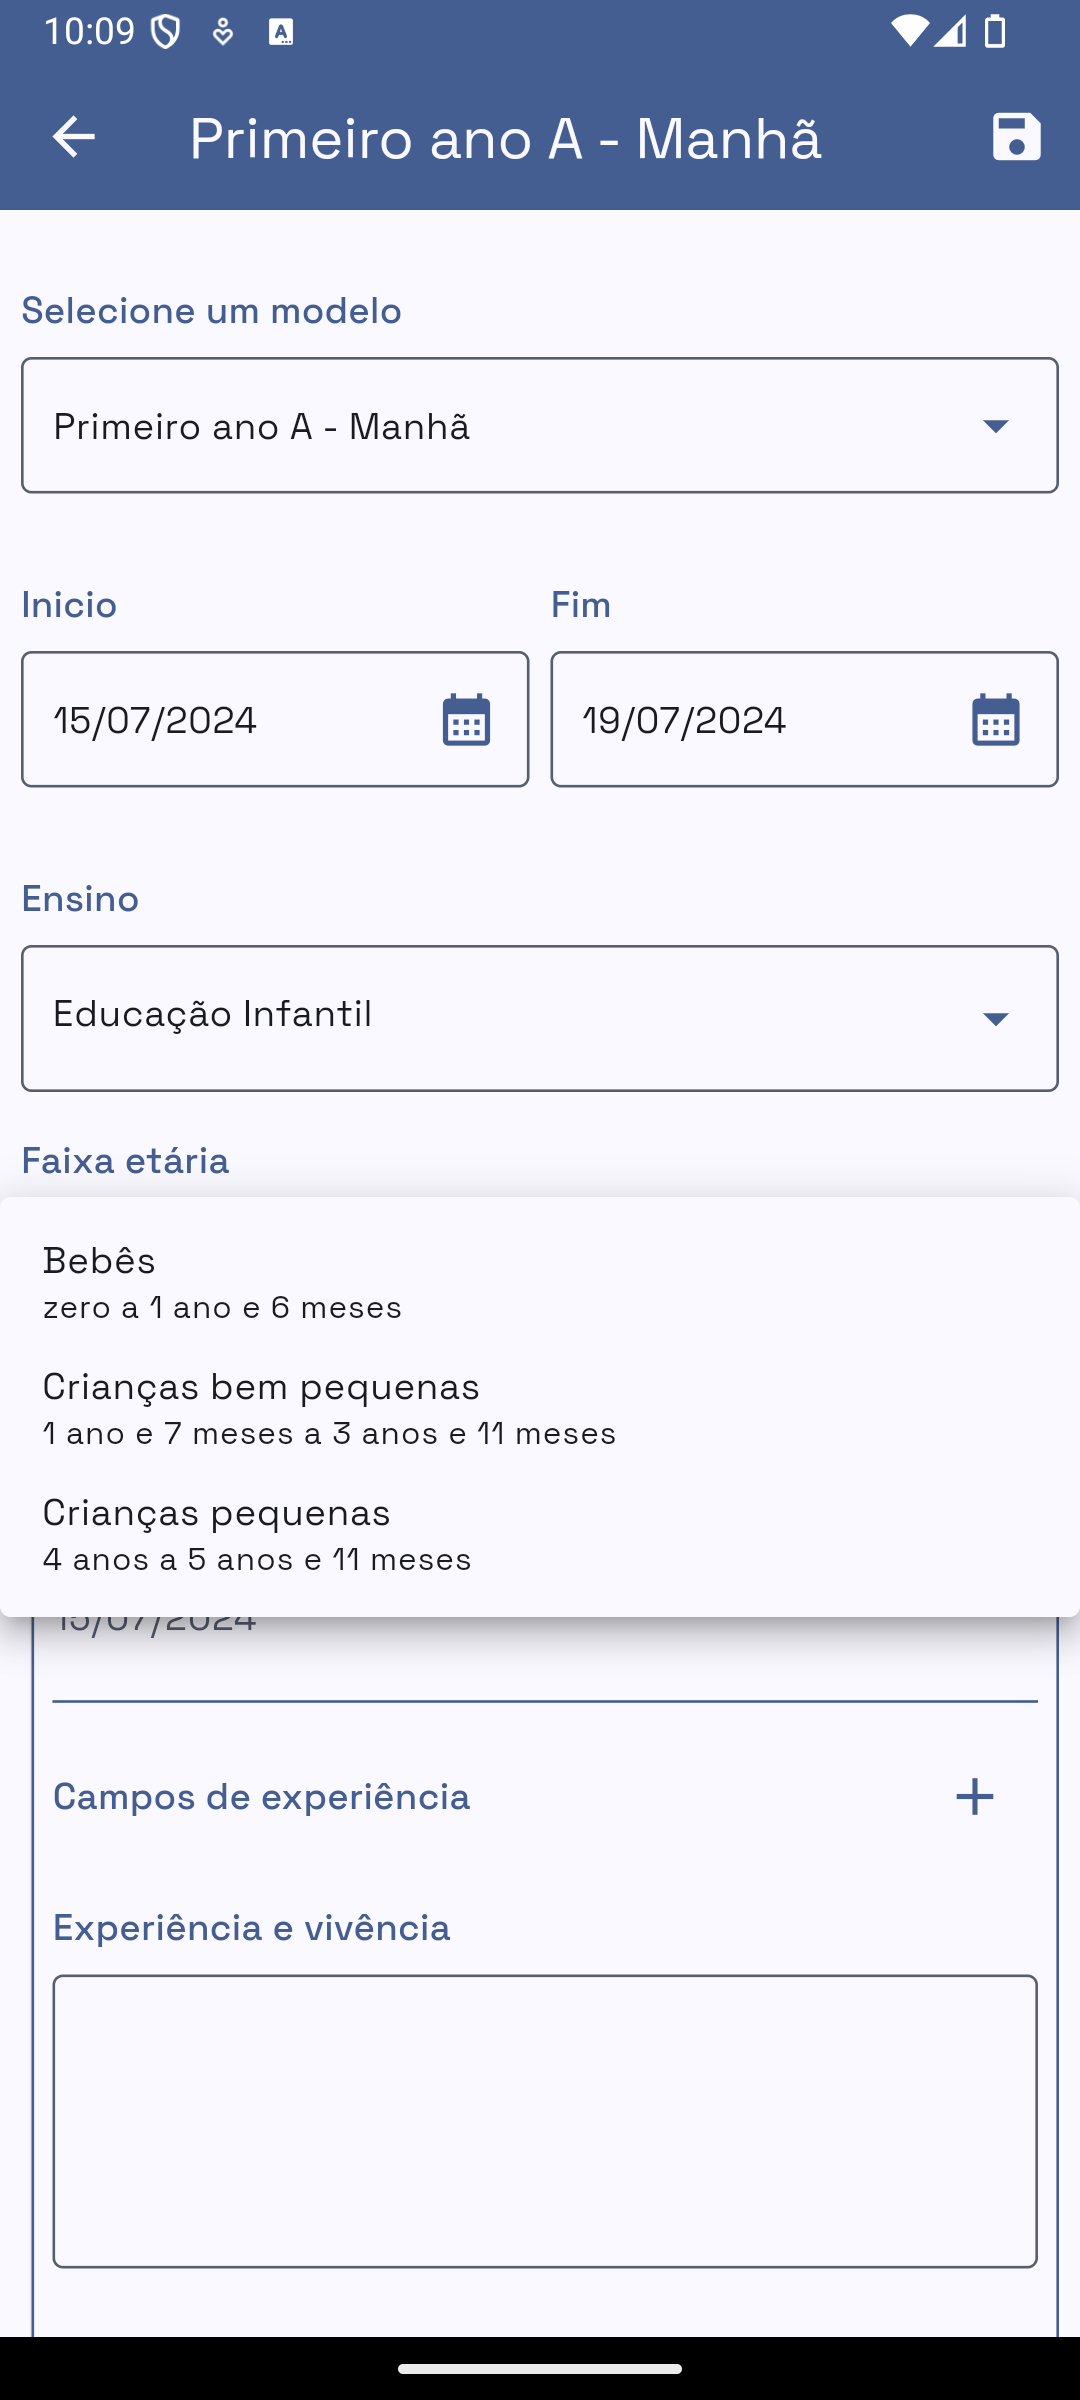 10:09
Primeiro ano A - Manhã
Selecione um modelo
Primeiro ano A - Manhã
Inicio Fim
15/07/2024 19/07/2024
Ensino
Educação Infantil
Faixa etária
Bebês
zero a 1 ano e 6 meses
Crianças bem pequenas
1 ano e 7 meses a 3 anos e 11 meses
Crianças pequenas
4 anos a 5 anos e 11 meses
15/07/2024
Campos de experiência
Experiência e vivência